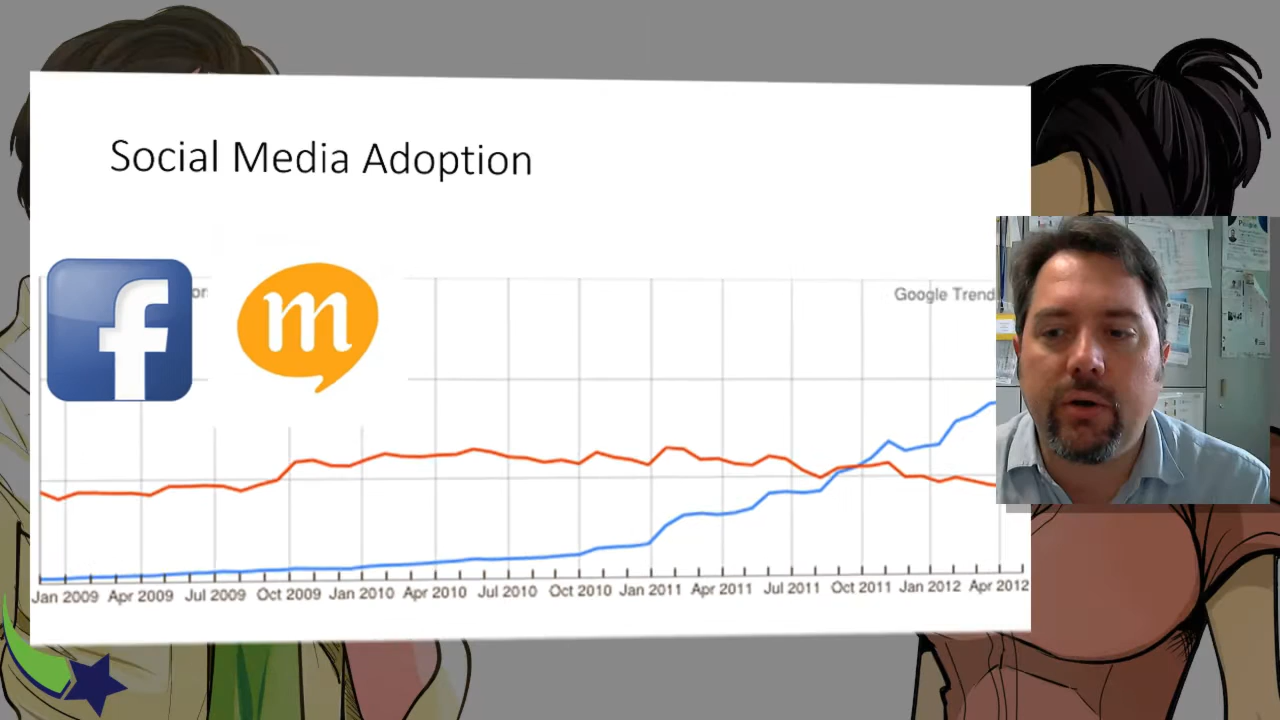 Social Media Adoption
f
m
Google Trend
Jan 2009 Apr 2009 Jul 2009 Oct 2009 Jan 2010 Apr 2010 Jul 2010 Oct 2010 Jan 2011 Apr 2011 Jul 2011 Oct 2011 Jan 2012 Apr 2012